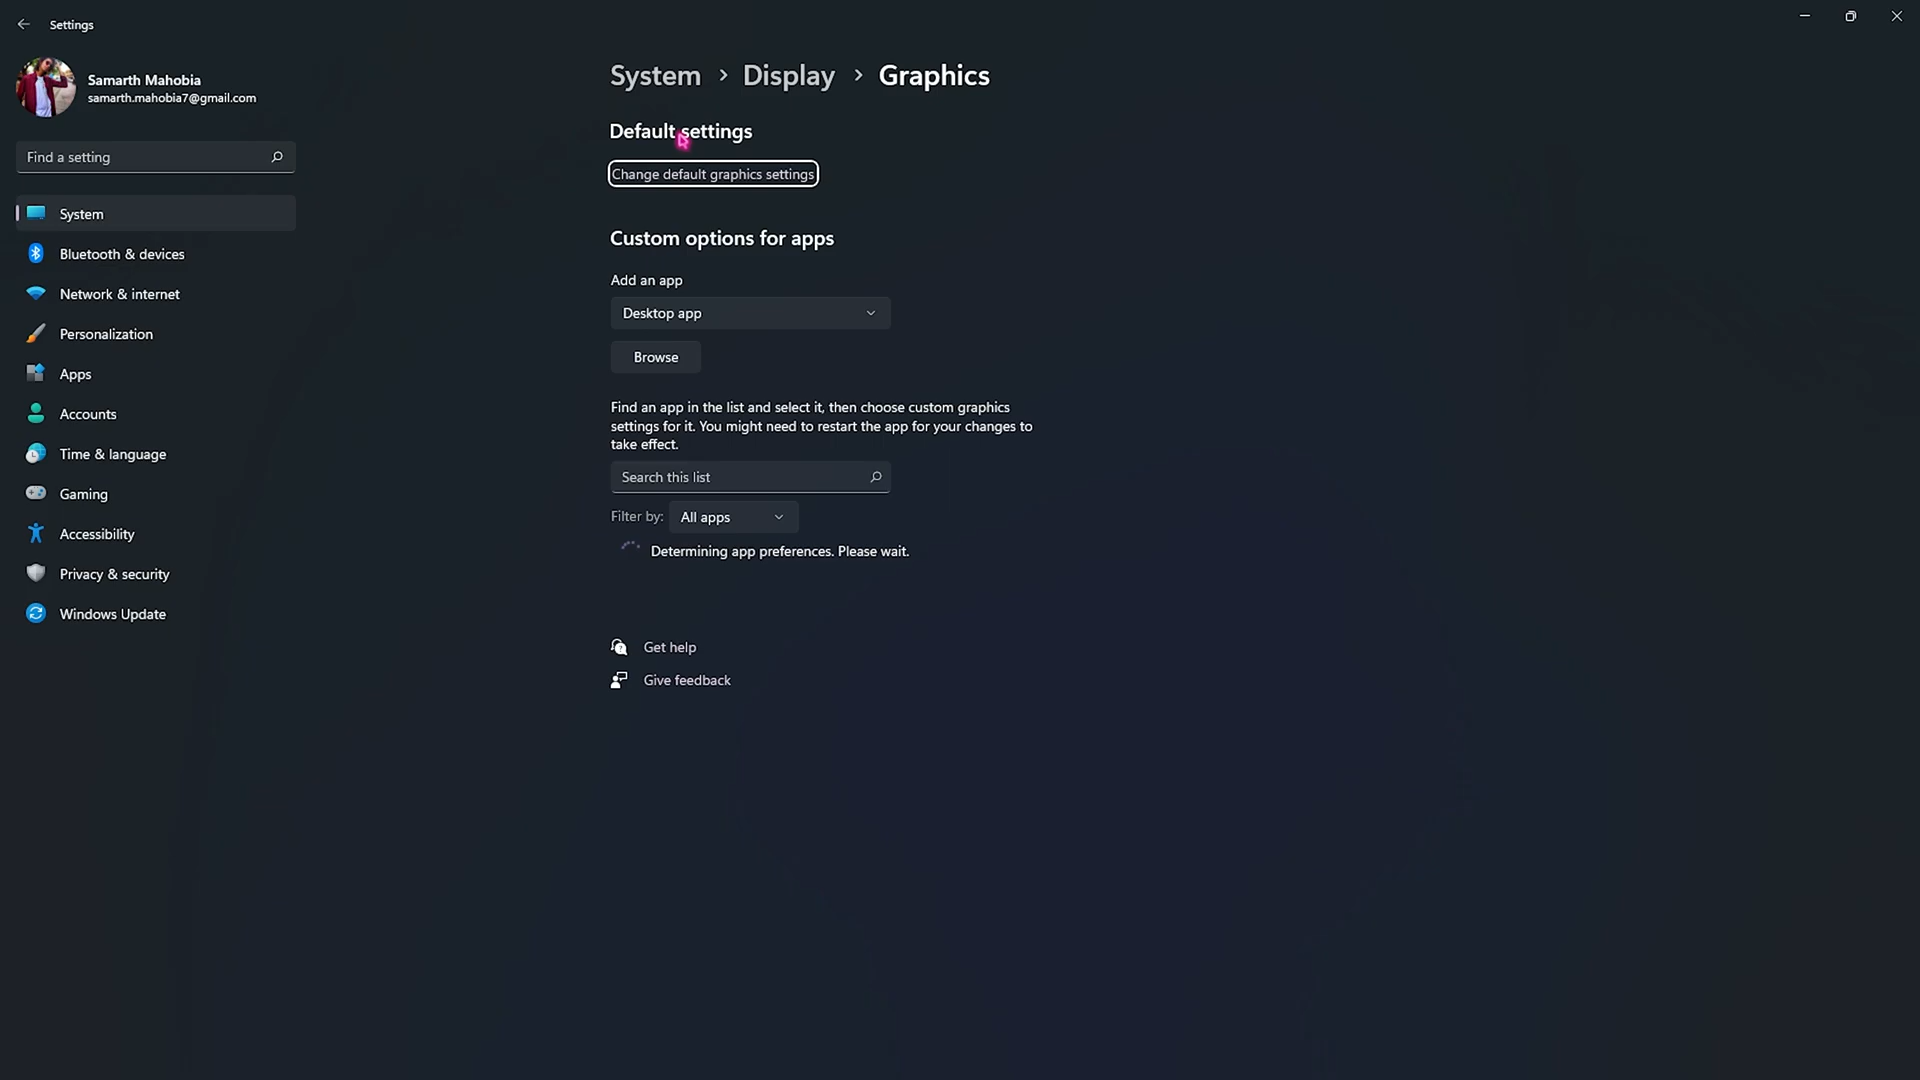 Settings
Samarth Mahobia
samarth.mahobia7@gmail.com
Find a setting
System
Bluetooth & devices
Network & internet
Personalization
Apps
Accounts
Time & language
Gaming
Accessibility
Privacy & security
Windows Update
System > Display > Graphics
Default settings
Change default graphics settings
Custom options for apps
Add an app
Desktop app
Browse
Find an app in the list and select it, then choose custom graphics
settings for it. You might need to restart the app for your changes to
take effect.
Search this list
Filter by: All apps
Determining app preferences. Please wait.
Get help
Give feedback